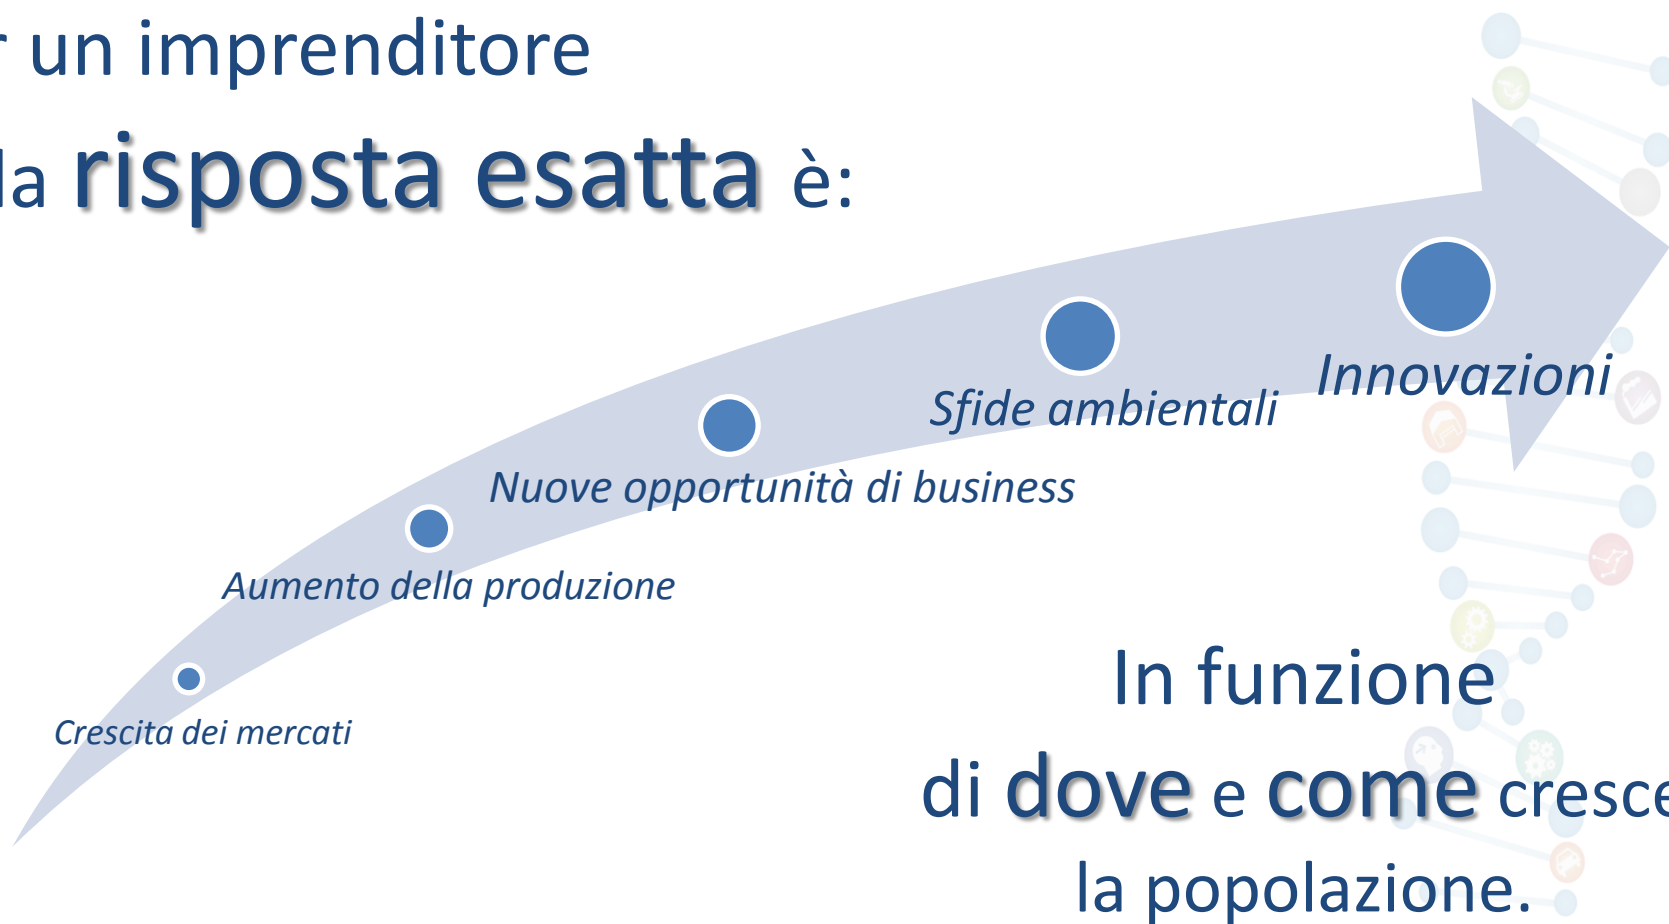 r un imprenditore
la risposta esatta è:
Innovazioni
Sfide ambientali
Nuove opportunità di business
Aumento della produzione
Crescita dei mercati
In funzione
di dove e come cresce
la popolazione.